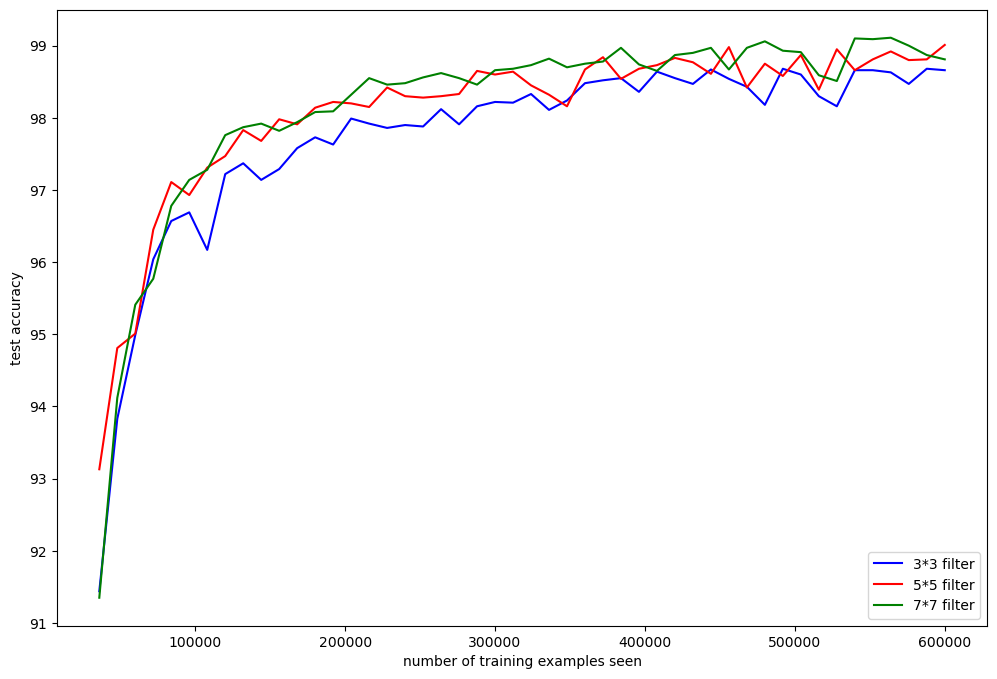 99
98
97
96
95
94
93
92
91
test accuracy
100000 200000 300000 400000 500000 600000
number of training examples seen
3*3 filter
5*5 filter
7*7 filter